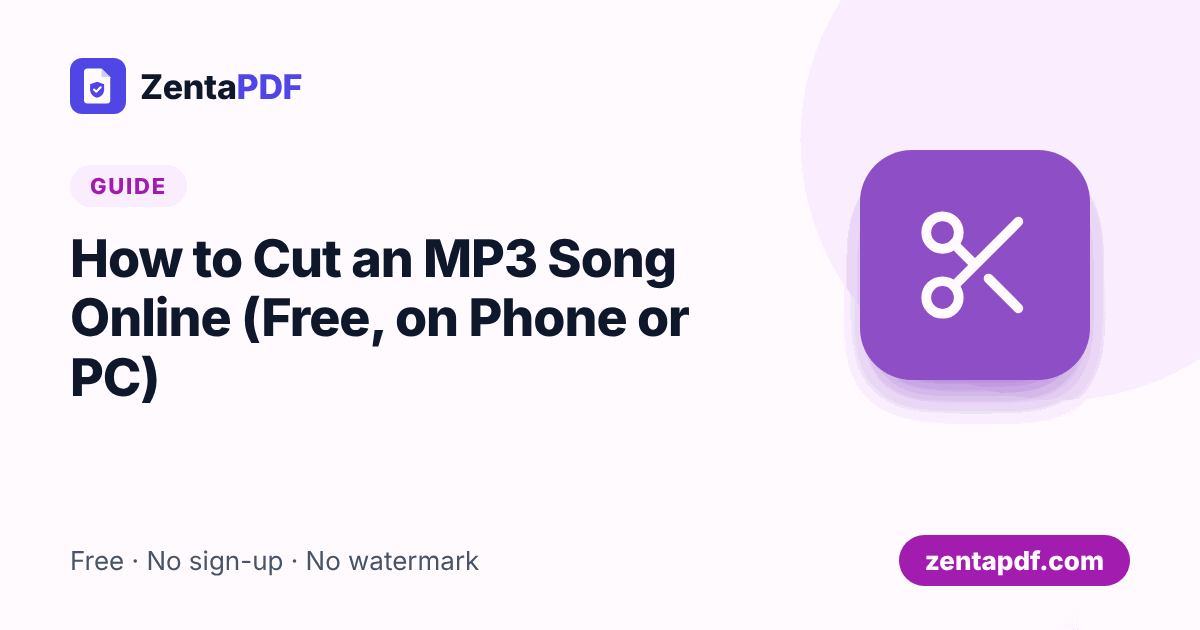 ZentaPDF
GUIDE
How to Cut an MP3 Song
Online (Free, on Phone or
PC)
Free · No sign-up · No watermark
zentapdf.com